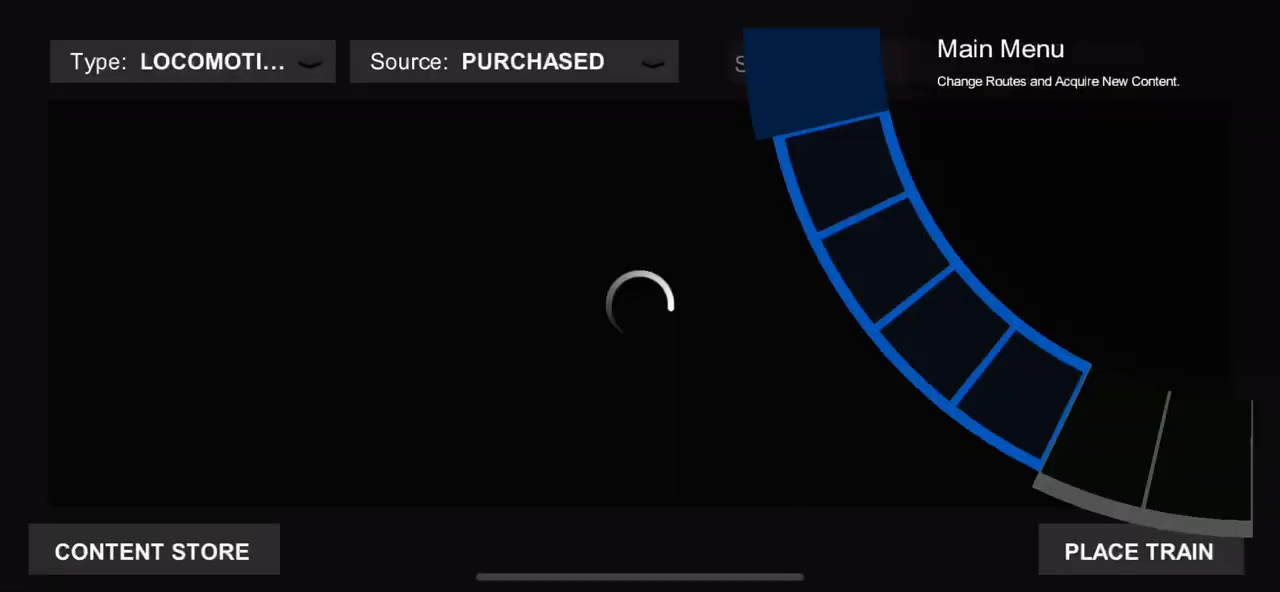 Type: LOCOMOTI...
Source: PURCHASED
S
Main Menu
Change Routes and Acquire New Content.
CONTENT STORE
PLACE TRAIN